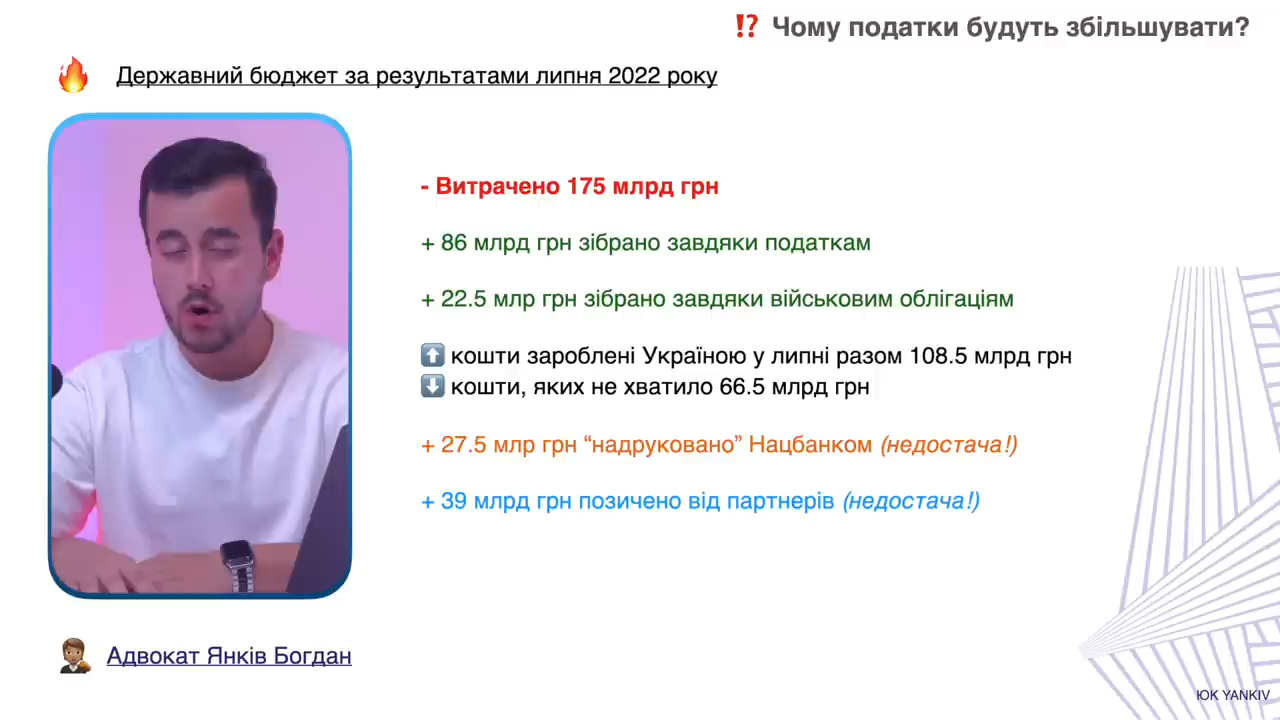 ⁉️ Чому податки будуть збільшувати?
🔥 Державний бюджет за результатами липня 2022 року
- Витрачено 175 млрд грн
+ 86 млрд грн зібрано завдяки податкам
+ 22.5 млр грн зібрано завдяки військовим облігаціям
⬆️ кошти зароблені Україною у липні разом 108.5 млрд грн
⬇️ кошти, яких не хватило 66.5 млрд грн
+ 27.5 млр грн “надруковано” Нацбанком (недостача!)
+ 39 млрд грн позичено від партнерів (недостача!)
Адвокат Янків Богдан
ЮК YANKIV